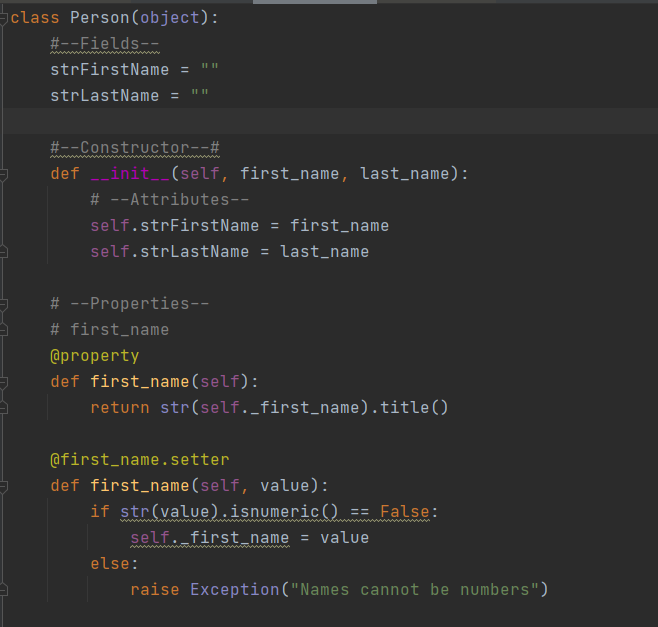 class Person(object):
    #--Fields--
    strFirstName = ""
    strLastName = ""

    #--Constructor--#
    def __init__(self, first_name, last_name):
        # --Attributes--
        self.strFirstName = first_name
        self.strLastName = last_name

    # --Properties--
    # first_name
    @property
    def first_name(self):
        return str(self._first_name).title()

    @first_name.setter
    def first_name(self, value):
        if str(value).isnumeric() == False:
            self._first_name = value
        else:
            raise Exception("Names cannot be numbers")